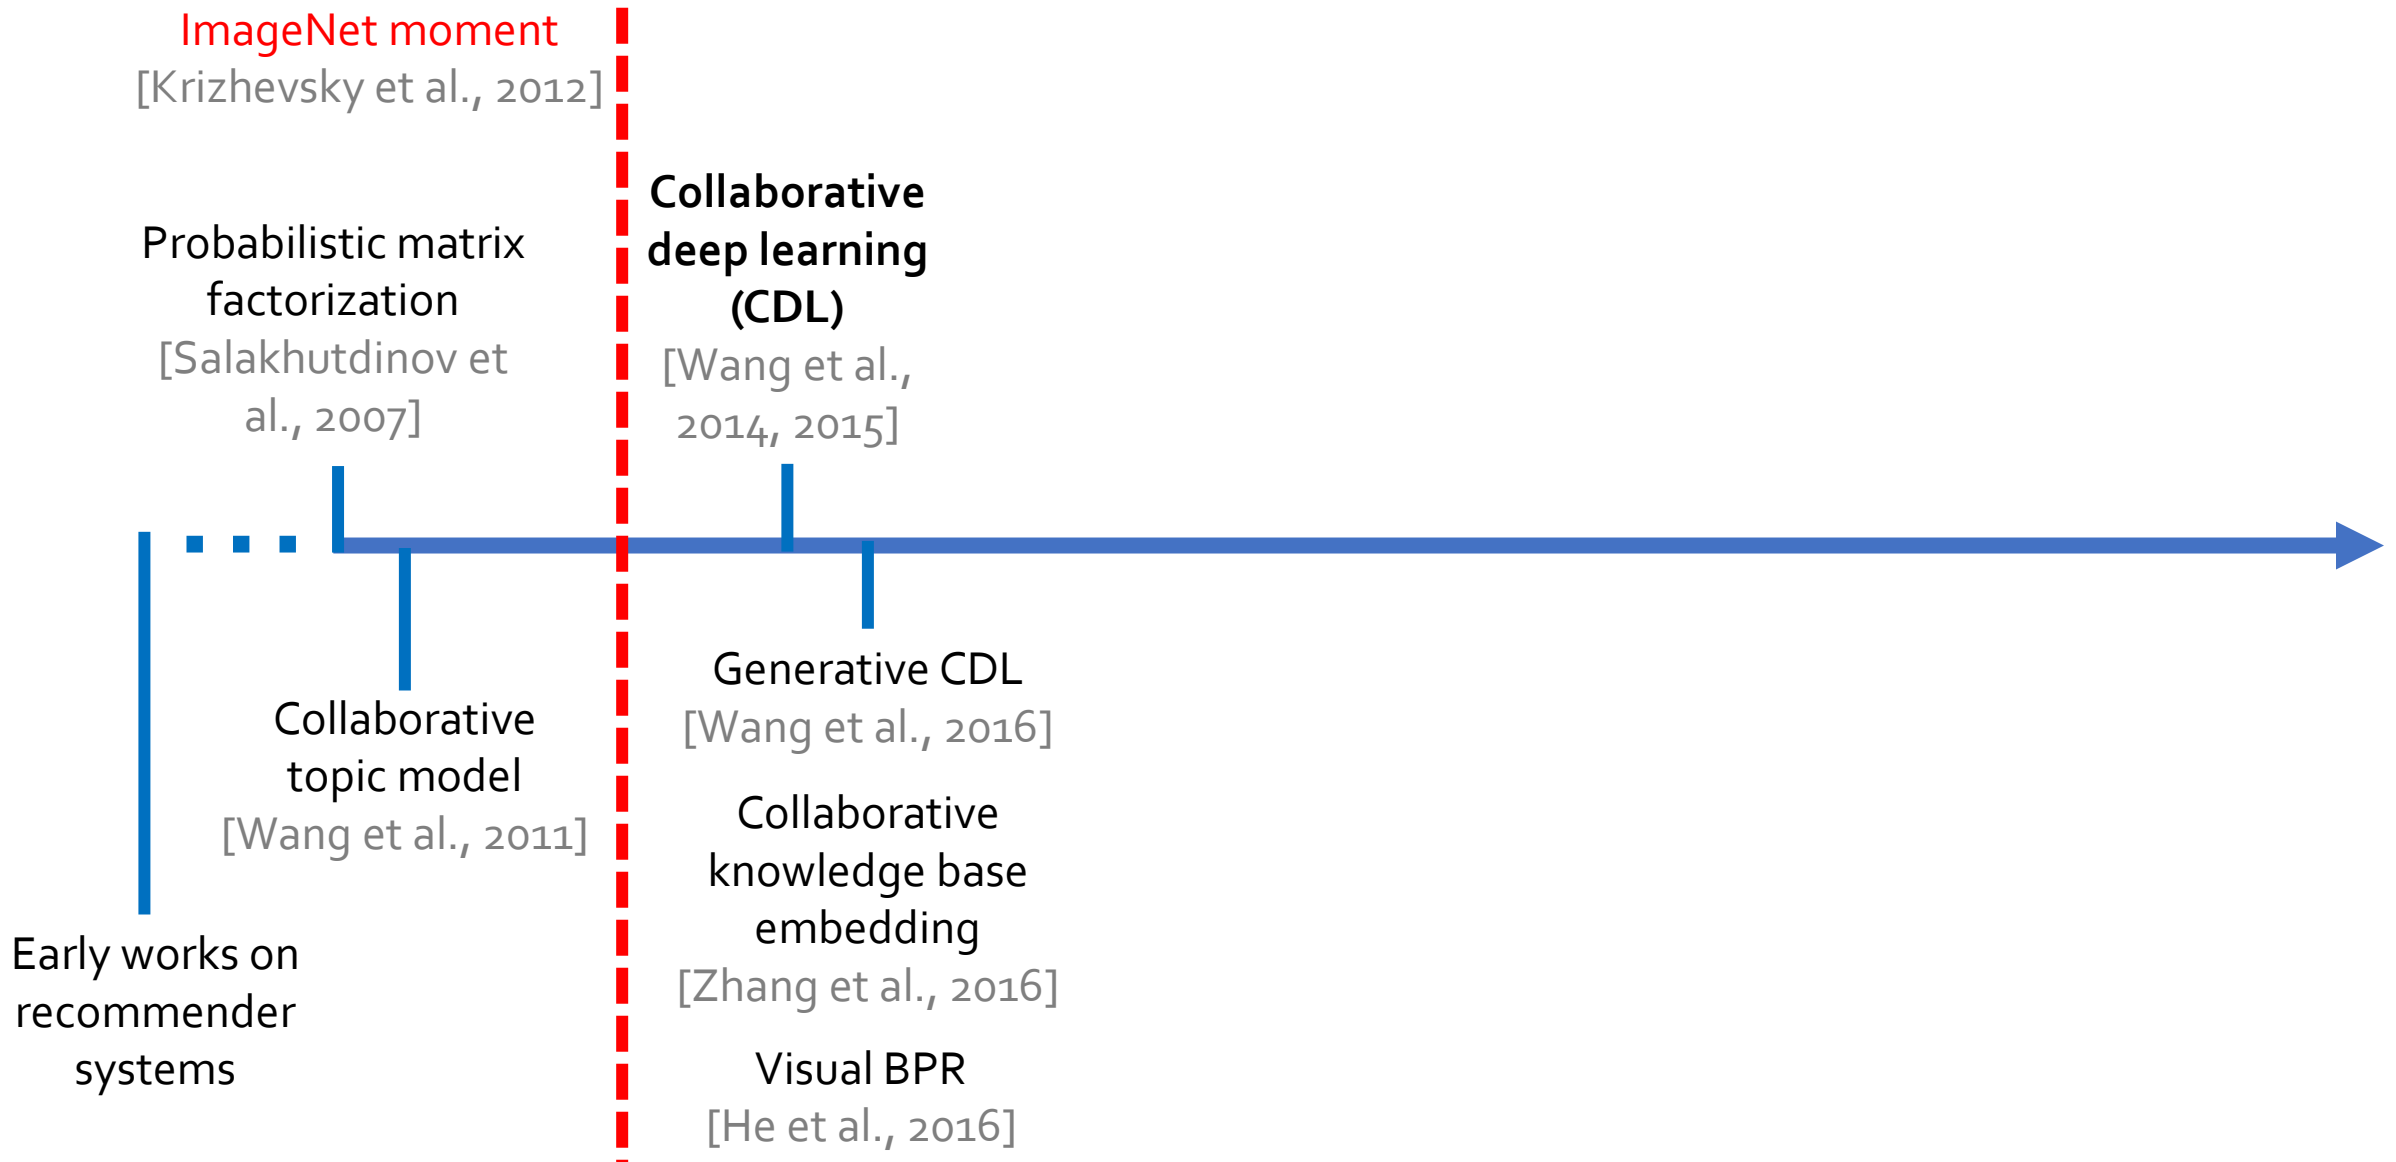 ImageNet moment
[Krizhevsky et al., 2012]
Probabilistic matrix
factorization
[Salakhutdinov et
al., 2007]
Collaborative
deep learning
(CDL)
[Wang et al.,
2014, 2015]
Collaborative
topic model
[Wang et al., 2011]
Early works on
recommender
systems
Generative CDL
[Wang et al., 2016]
Collaborative
knowledge base
embedding
[Zhang et al., 2016]
Visual BPR
[He et al., 2016]